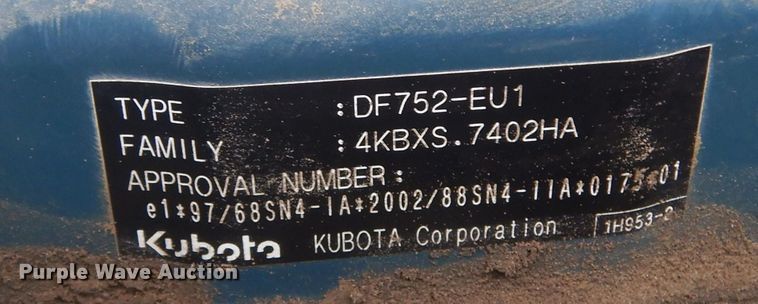 TYPE : DF752-EU1
FAMILY : 4KBXS.7402HA
APPROVAL NUMBER :
e1*97/68SN4-IA*2002/88SN4-IIA*0175*01
Kubota KUBOTA Corporation 1H953-
Purple Wave Auction